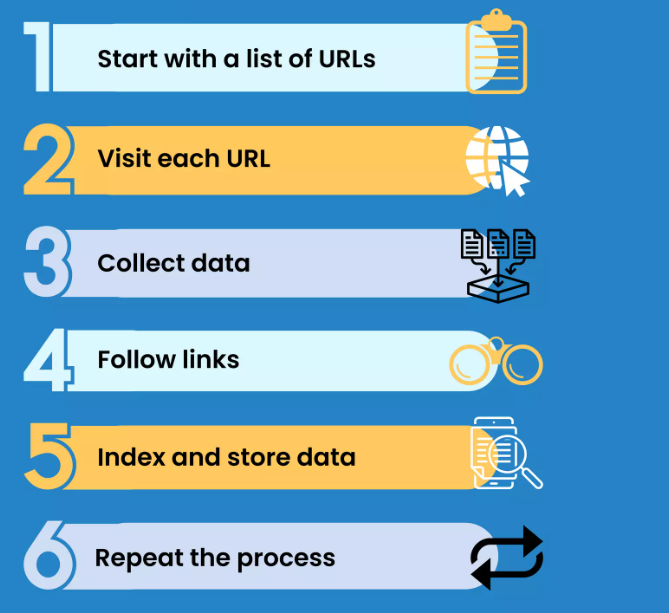 1 Start with a list of URLs
2 Visit each URL
3 Collect data
4 Follow links
5 Index and store data
6 Repeat the process